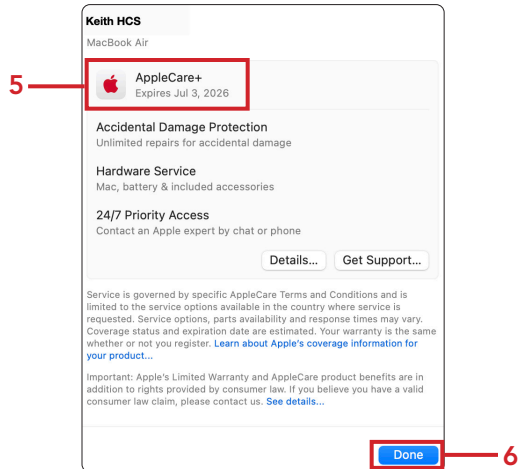 Keith HCS
MacBook Air
5
AppleCare+
Expires Jul 3, 2026
Accidental Damage Protection
Unlimited repairs for accidental damage
Hardware Service
Mac, battery & included accessories
24/7 Priority Access
Contact an Apple expert by chat or phone
Details... Get Support...
Service is governed by specific AppleCare Terms and Conditions and is
limited to the service options available in the country where service is
requested. Service options, parts availability and response times may vary.
Coverage status and expiration date are estimated. Your warranty is the same
whether or not you register. Learn about Apple's coverage information for
your product...
Important: Apple's Limited Warranty and AppleCare product benefits are in
addition to rights provided by consumer law. If you believe you have a valid
consumer law claim, please contact us. See details...
Done
6